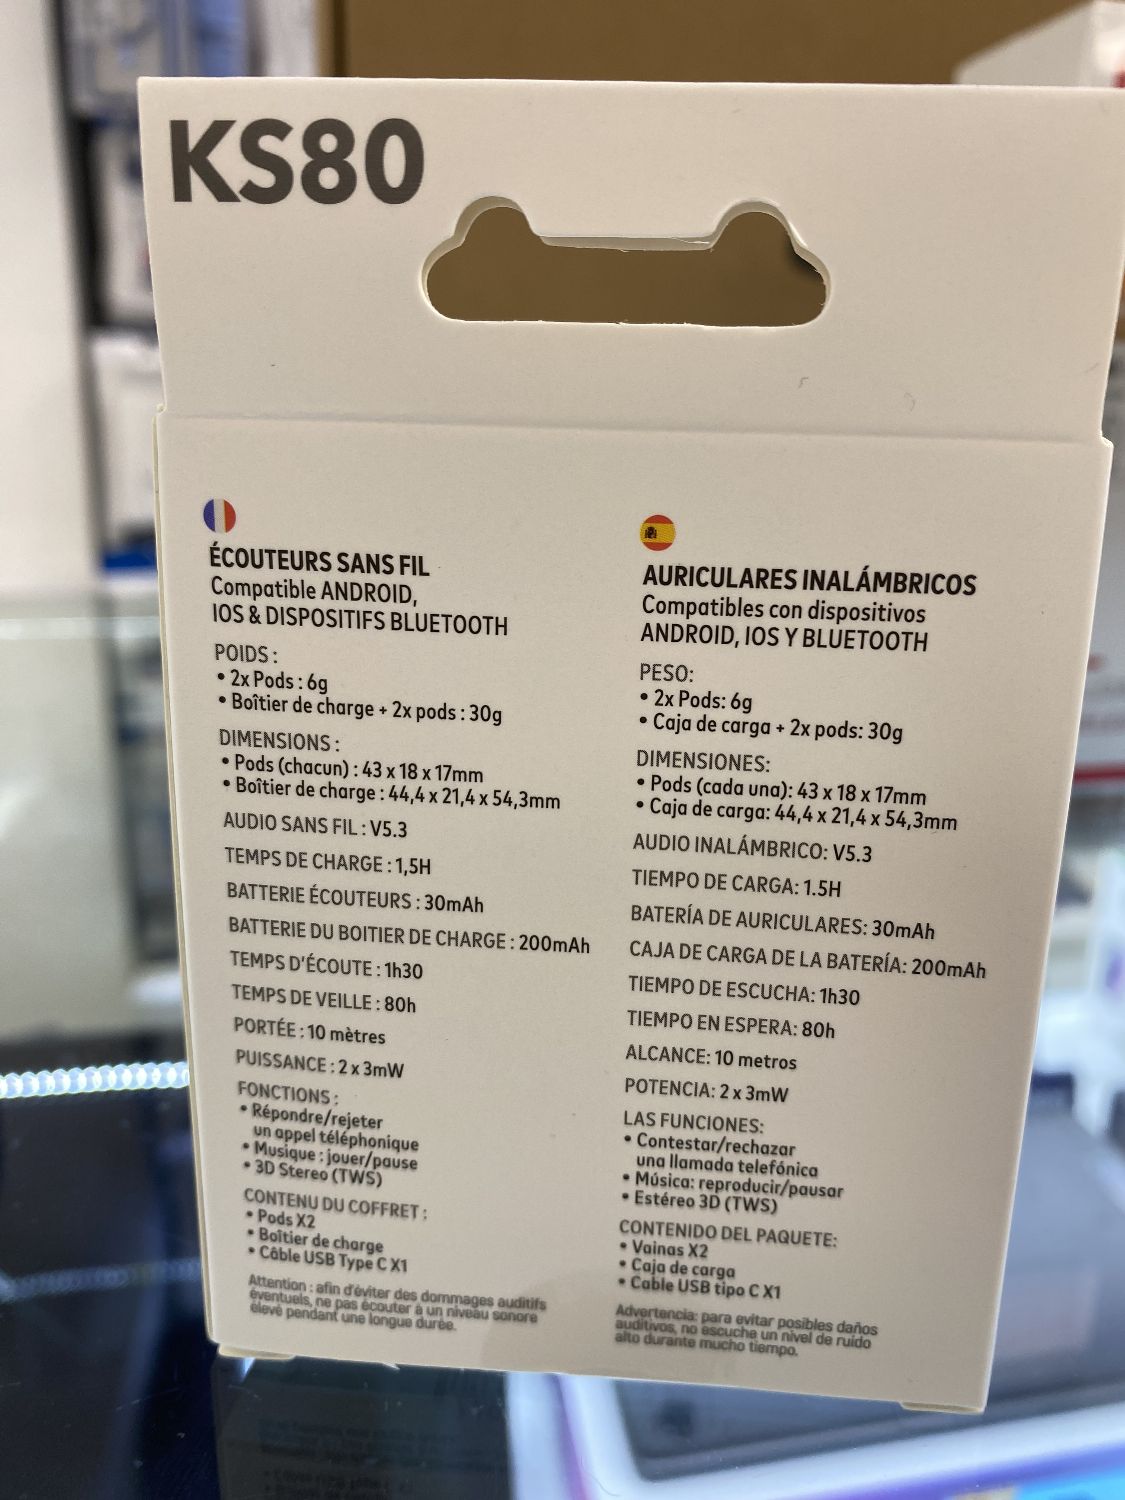 KS80
ÉCOUTEURS SANS FIL
Compatible ANDROID,
IOS & DISPOSITIFS BLUETOOTH
POIDS :
• 2x Pods : 6g
• Boîtier de charge + 2x pods : 30g
DIMENSIONS :
• Pods (chacun) : 43 x 18 x 17mm
• Boîtier de charge : 44,4 x 21,4 x 54,3mm
AUDIO SANS FIL : V5.3
TEMPS DE CHARGE : 1,5H
BATTERIE ÉCOUTEURS : 30mAh
BATTERIE DU BOITIER DE CHARGE : 200mAh
TEMPS D'ÉCOUTE : 1h30
TEMPS DE VEILLE : 80h
PORTÉE : 10 mètres
PUISSANCE : 2 x 3mW
FONCTIONS :
• Répondre/rejeter
un appel téléphonique
• Musique : jouer/pause
• 3D Stereo (TWS)
CONTENU DU COFFRET :
• Pods X2
• Boîtier de charge
• Câble USB Type C X1
Attention : afin d'éviter des dommages auditifs
éventuels, ne pas écouter à un niveau sonore
élevé pendant une longue durée.
AURICULARES INALÁMBRICOS
Compatibles con dispositivos
ANDROID, IOS Y BLUETOOTH
PESO:
• 2x Pods: 6g
• Caja de carga + 2x pods: 30g
DIMENSIONES:
• Pods (cada una): 43 x 18 x 17mm
• Caja de carga: 44,4 x 21,4 x 54,3mm
AUDIO INALÁMBRICO: V5.3
TIEMPO DE CARGA: 1.5H
BATERÍA DE AURICULARES: 30mAh
CAJA DE CARGA DE LA BATERÍA: 200mAh
TIEMPO DE ESCUCHA: 1h30
TIEMPO EN ESPERA: 80h
ALCANCE: 10 metros
POTENCIA: 2 x 3mW
LAS FUNCIONES:
• Contestar/rechazar
una llamada telefónica
• Música: reproducir/pausar
• Estéreo 3D (TWS)
CONTENIDO DEL PAQUETE:
• Vainas X2
• Caja de carga
• Cable USB tipo C X1
Advertencia: para evitar posibles daños
auditivos, no escuche un nivel de ruido
alto durante mucho tiempo.